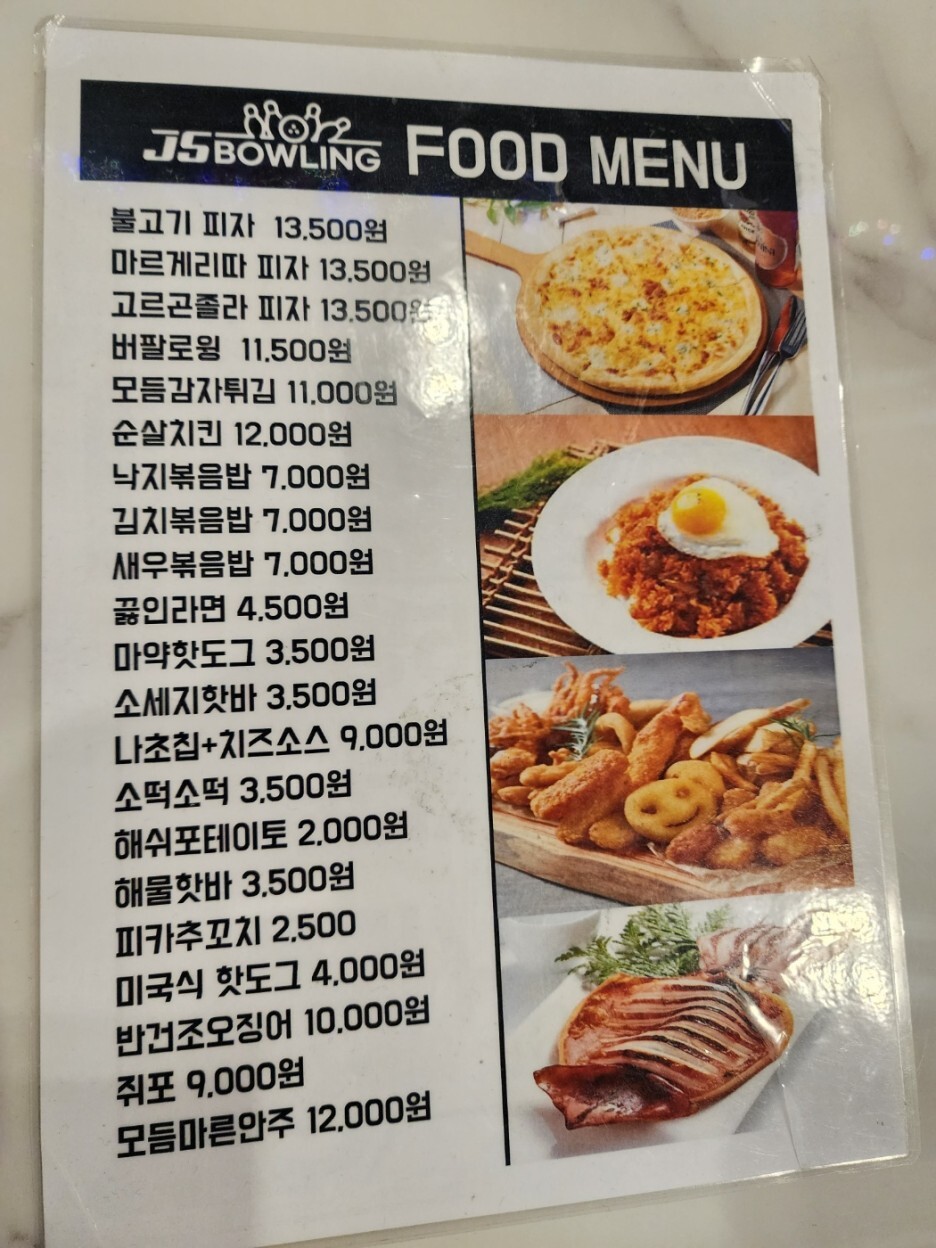 JS BOWLING FOOD MENU
불고기 피자 13,500원
마르게리따 피자 13,500원
고르곤졸라 피자 13,500원
버팔로윙 11,500원
모듬감자튀김 11,000원
순살치킨 12,000원
낙지볶음밥 7,000원
김치볶음밥 7,000원
새우볶음밥 7,000원
끓인라면 4,500원
마약핫도그 3,500원
소세지핫바 3,500원
나초칩+치즈소스 9,000원
소떡소떡 3,500원
해쉬포테이토 2,000원
해물핫바 3,500원
피카추꼬치 2,500
미국식 핫도그 4,000원
반건조오징어 10,000원
쥐포 9,000원
모듬마른안주 12,000원